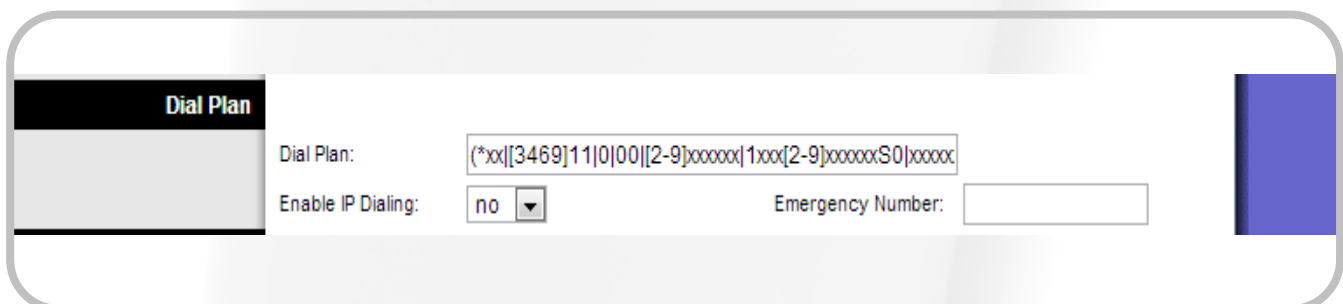 Dial Plan
Dial Plan: (*xx|[3469]11|0|00|[2-9]xxxxxx|1xxx[2-9]xxxxxxS0|xxxxx
Enable IP Dialing: no Emergency Number: